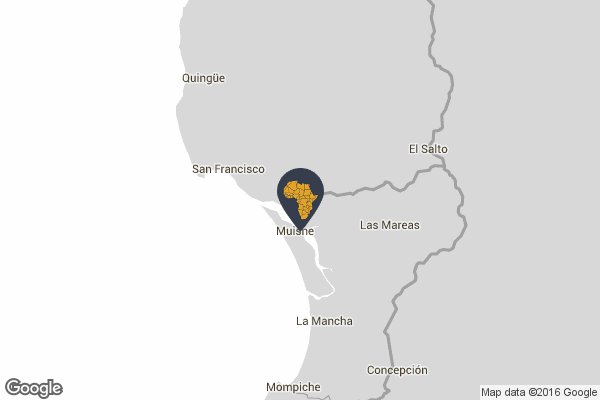 Quingüe
El Salto
San Francisco
Muisne
Las Mareas
La Mancha
Concepción
Mompiche
Google
Map data ©2016 Google